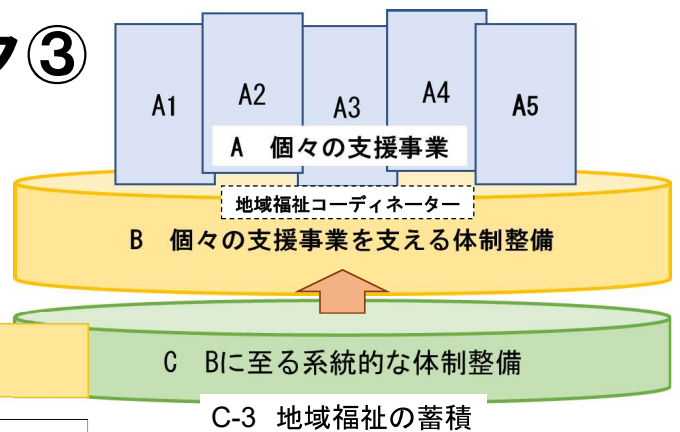 ク③
A1
A2
A3
A4
A5
A　個々の支援事業
地域福祉コーディネーター
B　個々の支援事業を支える体制整備
C　Bに至る系統的な体制整備
C-3 地域福祉の蓄積